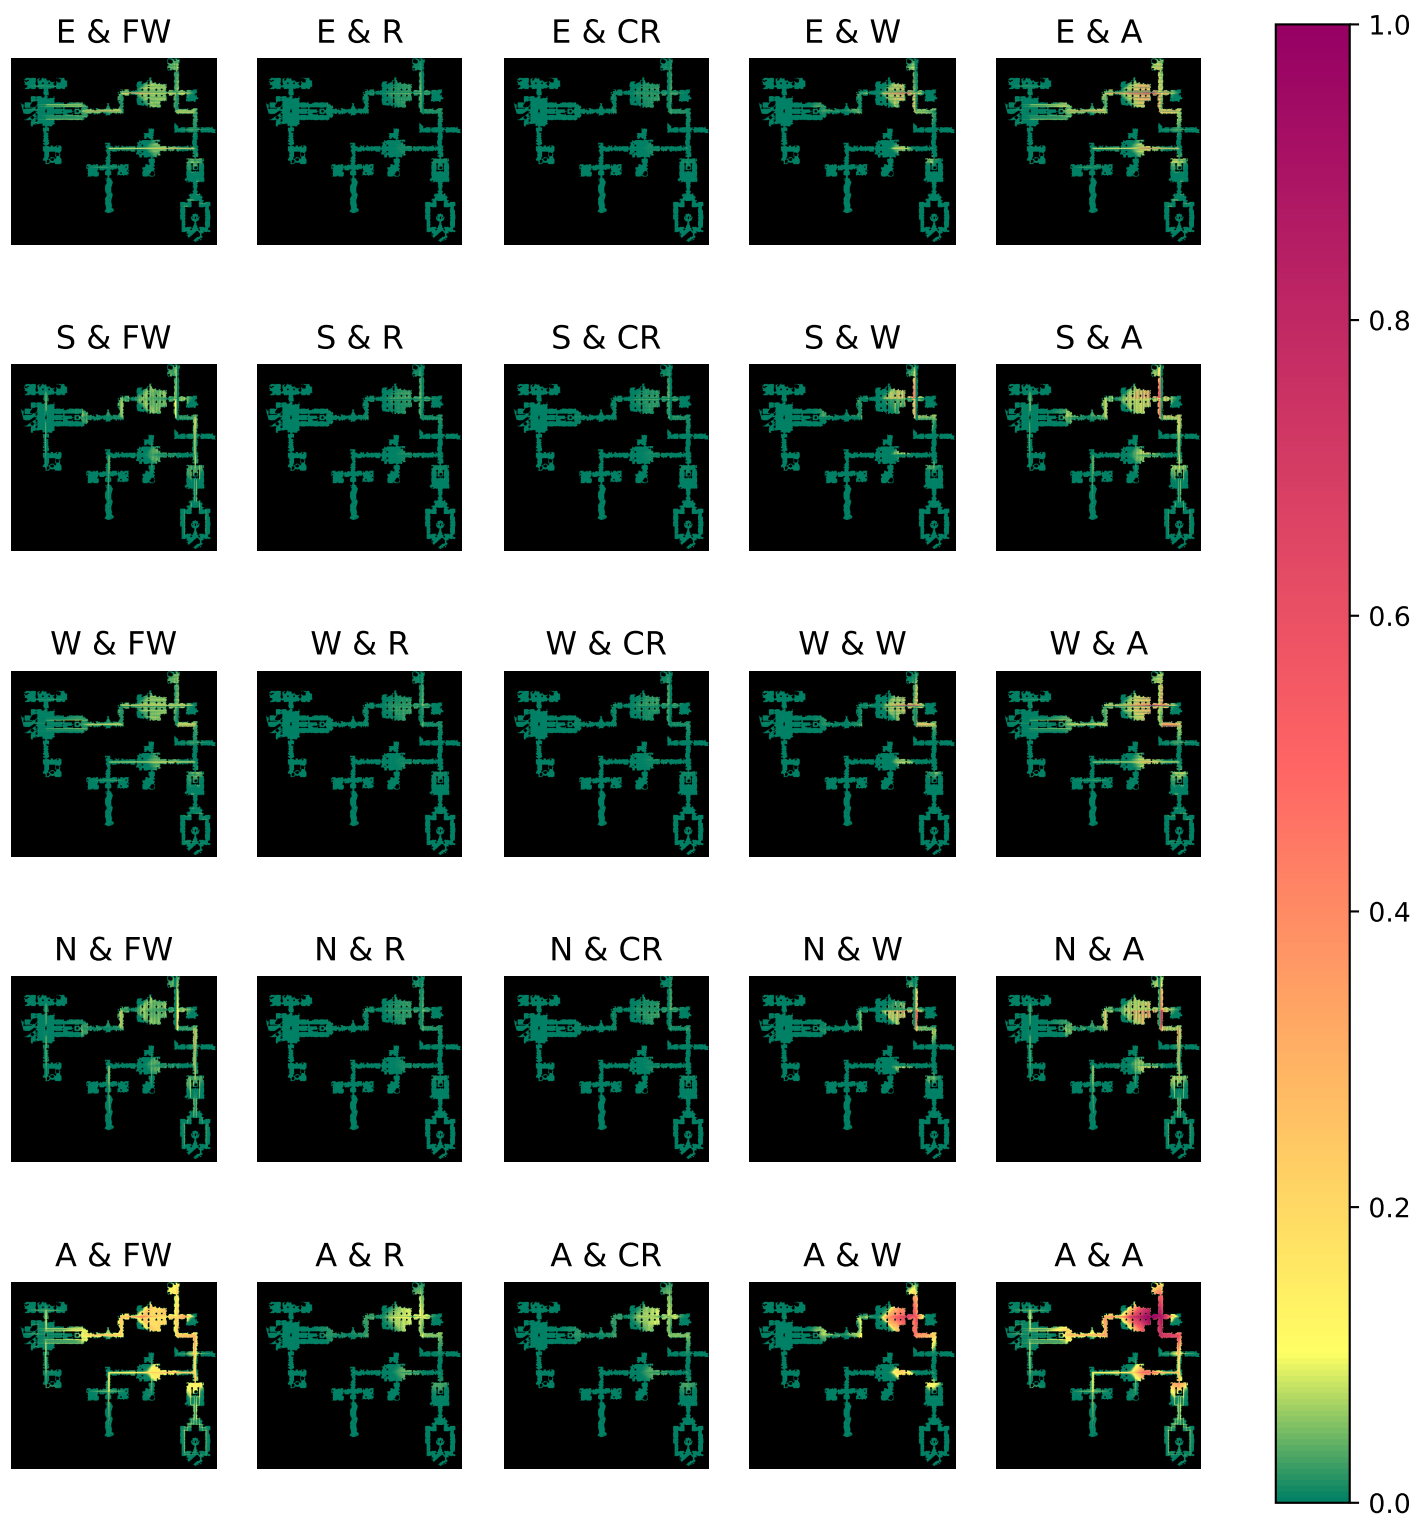 E & FW E & R E & CR E & W E & A
1.0
S & FW S & R S & CR S & W S & A
0.8
W & FW W & R W & CR W & W W & A
0.6
N & FW N & R N & CR N & W N & A
0.4
0.2
A & FW A & R A & CR A & W A & A
0.0